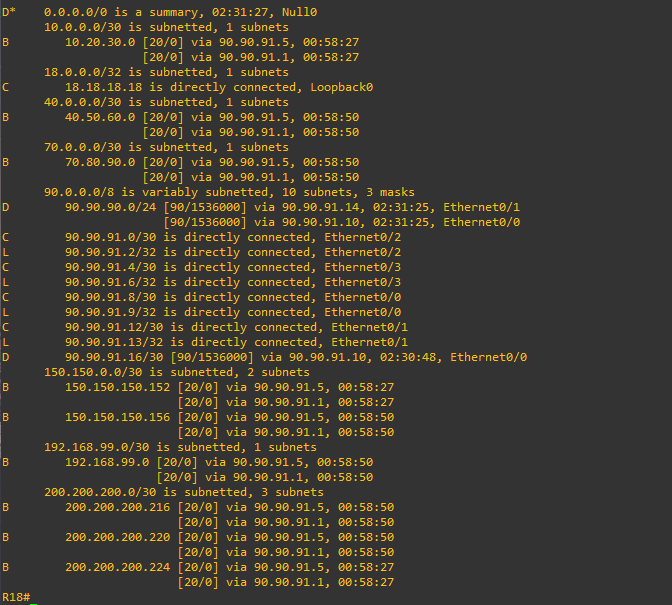 D*    0.0.0.0/0 is a summary, 02:31:27, Null0
      10.0.0.0/30 is subnetted, 1 subnets
B        10.20.30.0 [20/0] via 90.90.91.5, 00:58:27
                    [20/0] via 90.90.91.1, 00:58:27
      18.0.0.0/32 is subnetted, 1 subnets
C        18.18.18.18 is directly connected, Loopback0
      40.0.0.0/30 is subnetted, 1 subnets
B        40.50.60.0 [20/0] via 90.90.91.5, 00:58:50
                    [20/0] via 90.90.91.1, 00:58:50
      70.0.0.0/30 is subnetted, 1 subnets
B        70.80.90.0 [20/0] via 90.90.91.5, 00:58:50
                    [20/0] via 90.90.91.1, 00:58:50
      90.0.0.0/8 is variably subnetted, 10 subnets, 3 masks
D        90.90.90.0/24 [90/1536000] via 90.90.91.14, 02:31:25, Ethernet0/1
                       [90/1536000] via 90.90.91.10, 02:31:25, Ethernet0/0
C        90.90.91.0/30 is directly connected, Ethernet0/2
L        90.90.91.2/32 is directly connected, Ethernet0/2
C        90.90.91.4/30 is directly connected, Ethernet0/3
L        90.90.91.6/32 is directly connected, Ethernet0/3
C        90.90.91.8/30 is directly connected, Ethernet0/0
L        90.90.91.9/32 is directly connected, Ethernet0/0
C        90.90.91.12/30 is directly connected, Ethernet0/1
L        90.90.91.13/32 is directly connected, Ethernet0/1
D        90.90.91.16/30 [90/1536000] via 90.90.91.10, 02:30:48, Ethernet0/0
      150.150.0.0/30 is subnetted, 2 subnets
B        150.150.150.152 [20/0] via 90.90.91.5, 00:58:27
                         [20/0] via 90.90.91.1, 00:58:27
B        150.150.150.156 [20/0] via 90.90.91.5, 00:58:50
                         [20/0] via 90.90.91.1, 00:58:50
      192.168.99.0/30 is subnetted, 1 subnets
B        192.168.99.0 [20/0] via 90.90.91.5, 00:58:50
                      [20/0] via 90.90.91.1, 00:58:50
      200.200.200.0/30 is subnetted, 3 subnets
B        200.200.200.216 [20/0] via 90.90.91.5, 00:58:50
                         [20/0] via 90.90.91.1, 00:58:50
B        200.200.200.220 [20/0] via 90.90.91.5, 00:58:50
                         [20/0] via 90.90.91.1, 00:58:50
B        200.200.200.224 [20/0] via 90.90.91.5, 00:58:27
                         [20/0] via 90.90.91.1, 00:58:27
R18#